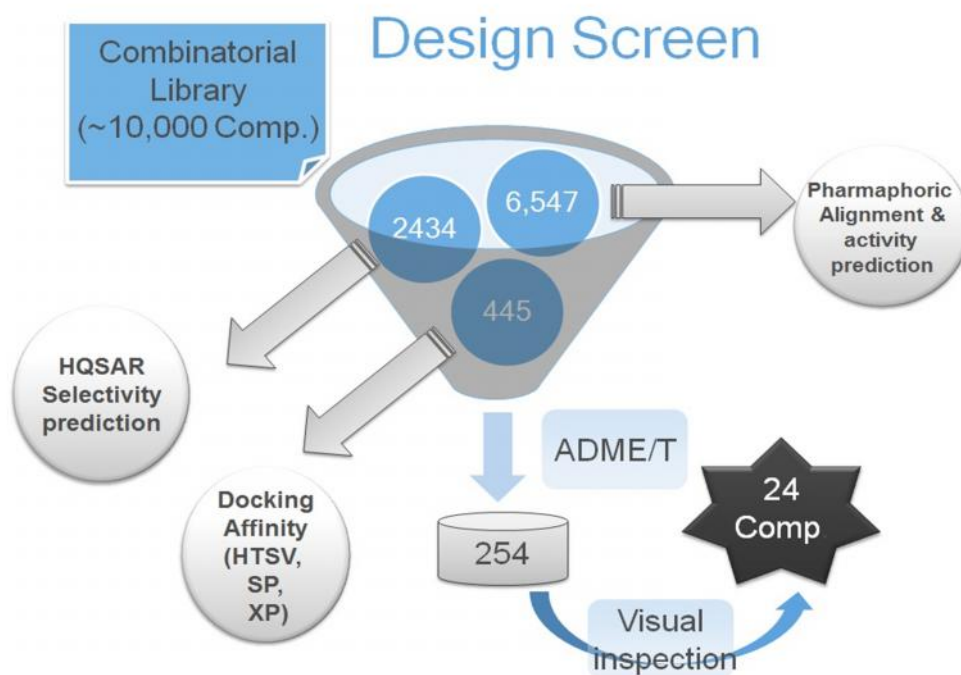 Design Screen
Combinatorial
Library
(~10,000 Comp.)
6,547
2434
445
Pharmaphoric
Alignment &
activity
prediction
HQSAR
Selectivity
prediction
Docking
Affinity
(HTSV,
SP,
XP)
ADME/T
254
24
Comp
Visual
inspection